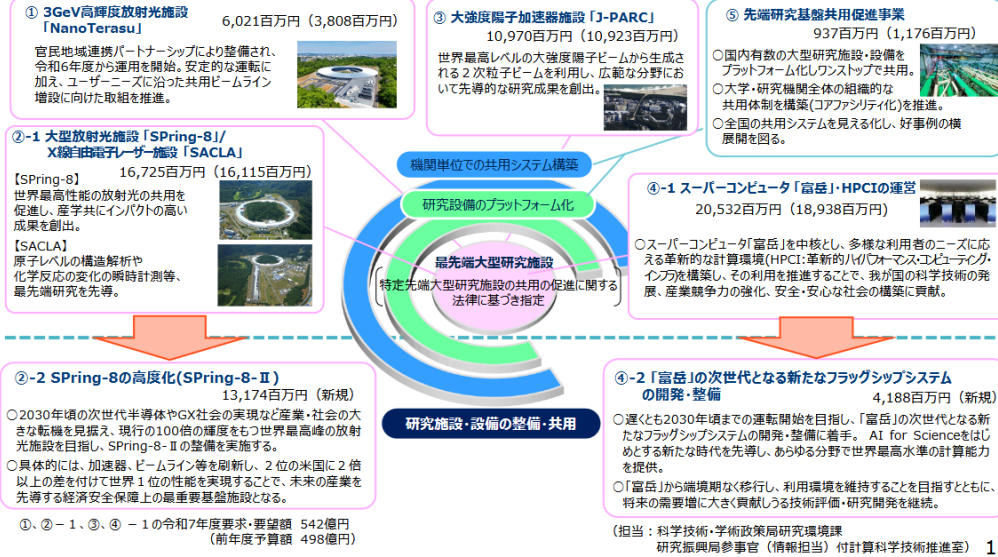 ① 3GeV高輝度放射光施設
「NanoTerasu」
6,021百万円（3,808百万円）
官民地域連携パートナーシップにより整備され、
令和6年度から運用を開始。安定的な運転に
加え、ユーザーニーズに沿った共用ビームライン
増設に向けた取組を推進。
③ 大強度陽子加速器施設「J-PARC」
10,970百万円（10,923百万円）
世界最高レベルの大強度陽子ビームから生成さ
れる２次粒子ビームを利用し、広範な分野にお
いて先導的な研究成果を創出。
⑤ 先端研究基盤共用促進事業
937百万円（1,176百万円）
○国内有数の大型研究施設・設備を
プラットフォーム化しワンストップで共用。
○大学・研究機関全体の組織的な
共用体制を構築（コアファシリティ化）を推進。
○全国の共用システムを見える化し、好事例の横
展開を図る。
②-1 大型放射光施設「SPring-8」/
X線自由電子レーザー施設「SACLA」
16,725百万円（16,115百万円）
【SPring-8】
世界最高性能の放射光の共用を
促進し、産学共にインパクトの高い
成果を創出。
【SACLA】
原子レベルの構造解析や
化学反応の変化の瞬時計測等、
最先端研究を先導。
機関単位での共用システム構築
研究設備のプラットフォーム化
最先端大型研究施設
特定先端大型研究施設の共用の促進に関する
法律に基づき指定
研究施設・設備の整備・共用
④-1 スーパーコンピュータ「富岳」・HPCIの運営
20,532百万円（18,938百万円）
○スーパーコンピュータ「富岳」を中核とし、多様な利用者のニーズに応
える革新的な計算環境（HPCI：革新的ハイパフォーマンス・コンピューティング・
インフラ）を構築し、その利用を推進することで、我が国の科学技術の発
展、産業競争力の強化、安全・安心な社会の構築に貢献。
②-2 SPring-8の高度化(SPring-8-Ⅱ)
13,174百万円（新規）
○2030年頃の次世代半導体やGX社会の実現など産業・社会の大
きな転機を見据え、現行の100倍の輝度をもつ世界最高峰の放射
光施設を目指し、SPring-8-Ⅱの整備を実施する。
○具体的には、加速器、ビームライン等を刷新し、２位の米国に２倍
以上の差を付けて世界１位の性能を実現することで、未来の産業を
先導する経済安全保障上の最重要基盤施設となる。
①、②－１、③、④ －１の令和7年度要求・要望額 542億円
（前年度予算額 498億円）
④-2 「富岳」の次世代となる新たなフラッグシップシステム
の開発・整備
4,188百万円（新規）
○遅くとも2030年頃までの運転開始を目指し、「富岳」の次世代となる新
たなフラッグシップシステムの開発・整備に着手。 AI for Scienceをはじ
めとする新たな時代を先導し、あらゆる分野で世界最高水準の計算能力
を提供。
○「富岳」から端境期なく移行し、利用環境を維持することを目指すとともに、
将来の需要増に大きく貢献しうる技術評価・研究開発を継続。
（担当：科学技術・学術政策局研究環境課
研究振興局参事官（情報担当）付計算科学技術推進室）
1